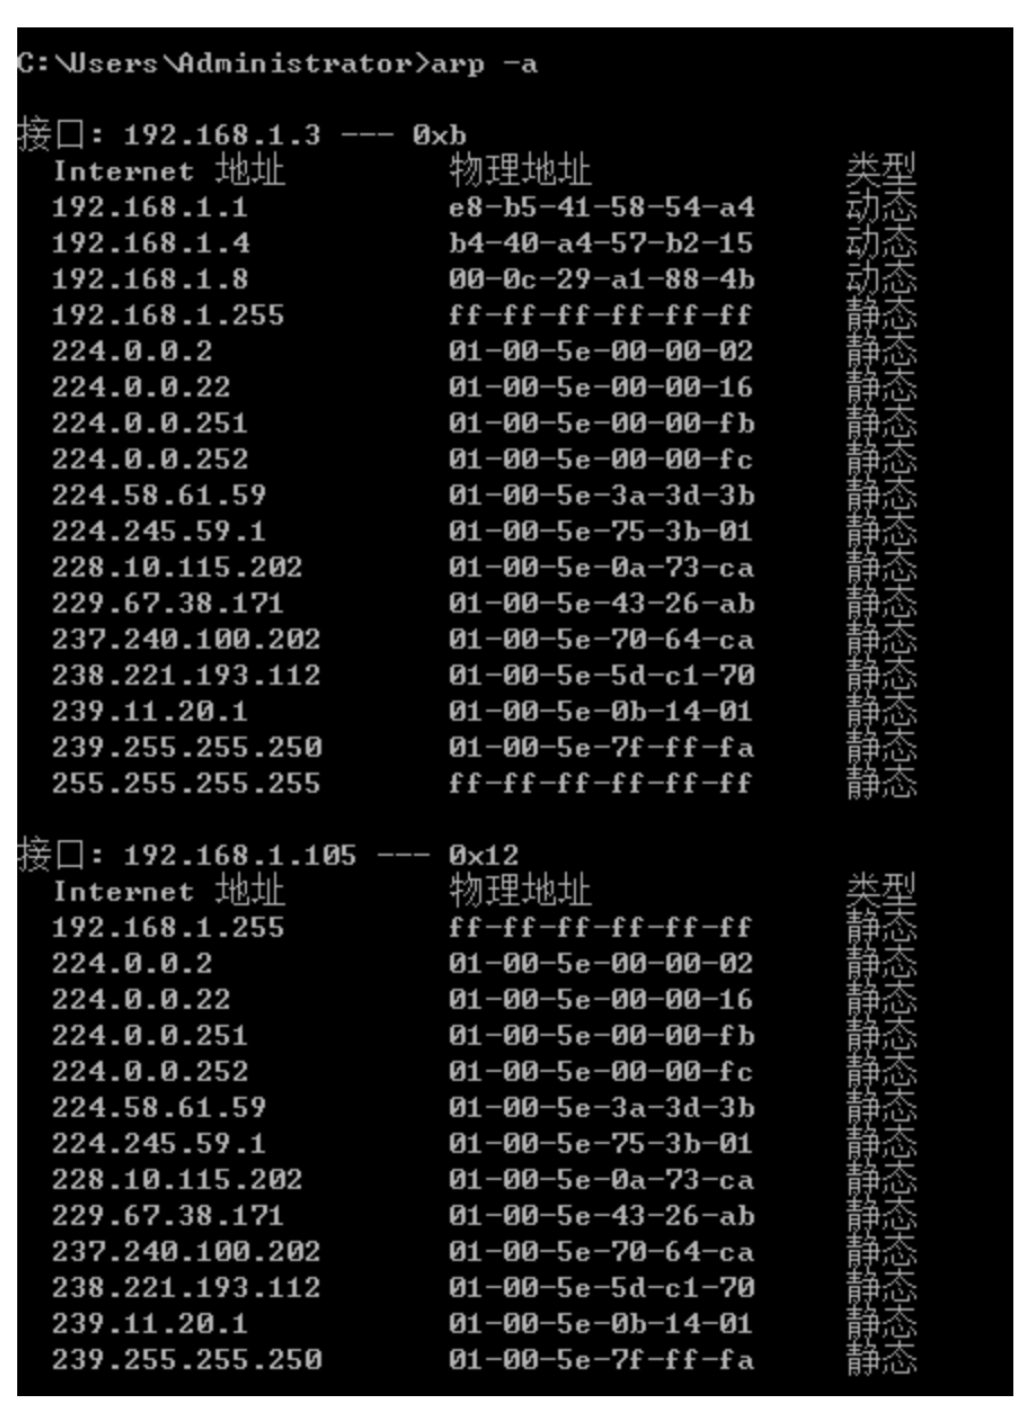 C:\Users\Administrator>arp -a
接口: 192.168.1.3 --- 0xb
Internet 地址 物理地址 类型
192.168.1.1 e8-b5-41-58-54-a4 动态
192.168.1.4 b4-40-a4-57-b2-15 动态
192.168.1.8 00-0c-29-a1-88-4b 动态
192.168.1.255 ff-ff-ff-ff-ff-ff 静态
224.0.0.2 01-00-5e-00-00-02 静态
224.0.0.22 01-00-5e-00-00-16 静态
224.0.0.251 01-00-5e-00-00-fb 静态
224.0.0.252 01-00-5e-00-00-fc 静态
224.58.61.59 01-00-5e-3a-3d-3b 静态
224.245.59.1 01-00-5e-75-3b-01 静态
228.10.115.202 01-00-5e-0a-73-ca 静态
229.67.38.171 01-00-5e-43-26-ab 静态
237.240.100.202 01-00-5e-70-64-ca 静态
238.221.193.112 01-00-5e-5d-c1-70 静态
239.11.20.1 01-00-5e-0b-14-01 静态
239.255.255.250 01-00-5e-7f-ff-fa 静态
255.255.255.255 ff-ff-ff-ff-ff-ff 静态
接口: 192.168.1.105 --- 0x12
Internet 地址 物理地址 类型
192.168.1.255 ff-ff-ff-ff-ff-ff 静态
224.0.0.2 01-00-5e-00-00-02 静态
224.0.0.22 01-00-5e-00-00-16 静态
224.0.0.251 01-00-5e-00-00-fb 静态
224.0.0.252 01-00-5e-00-00-fc 静态
224.58.61.59 01-00-5e-3a-3d-3b 静态
224.245.59.1 01-00-5e-75-3b-01 静态
228.10.115.202 01-00-5e-0a-73-ca 静态
229.67.38.171 01-00-5e-43-26-ab 静态
237.240.100.202 01-00-5e-70-64-ca 静态
238.221.193.112 01-00-5e-5d-c1-70 静态
239.11.20.1 01-00-5e-0b-14-01 静态
239.255.255.250 01-00-5e-7f-ff-fa 静态